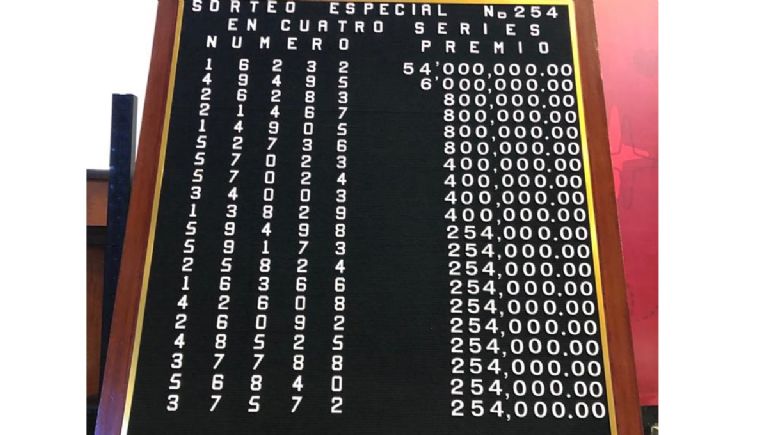 SORTEO ESPECIAL No 254
EN CUATRO SERIES
NUMERO PREMIO
1 6 2 3 2 54'000,000.00
4 9 4 9 5 6'000,000.00
2 6 2 8 3 800,000.00
2 1 4 6 7 800,000.00
1 4 9 0 5 800,000.00
5 2 7 3 6 800,000.00
5 7 0 2 3 400,000.00
5 7 0 2 4 400,000.00
3 4 0 0 3 400,000.00
1 3 8 2 9 400,000.00
5 9 4 9 8 254,000.00
5 9 1 7 3 254,000.00
2 5 8 2 4 254,000.00
1 6 3 6 6 254,000.00
4 2 6 0 8 254,000.00
2 6 0 9 2 254,000.00
4 8 5 2 5 254,000.00
3 7 7 8 8 254,000.00
5 6 8 4 0 254,000.00
3 7 5 7 2 254,000.00